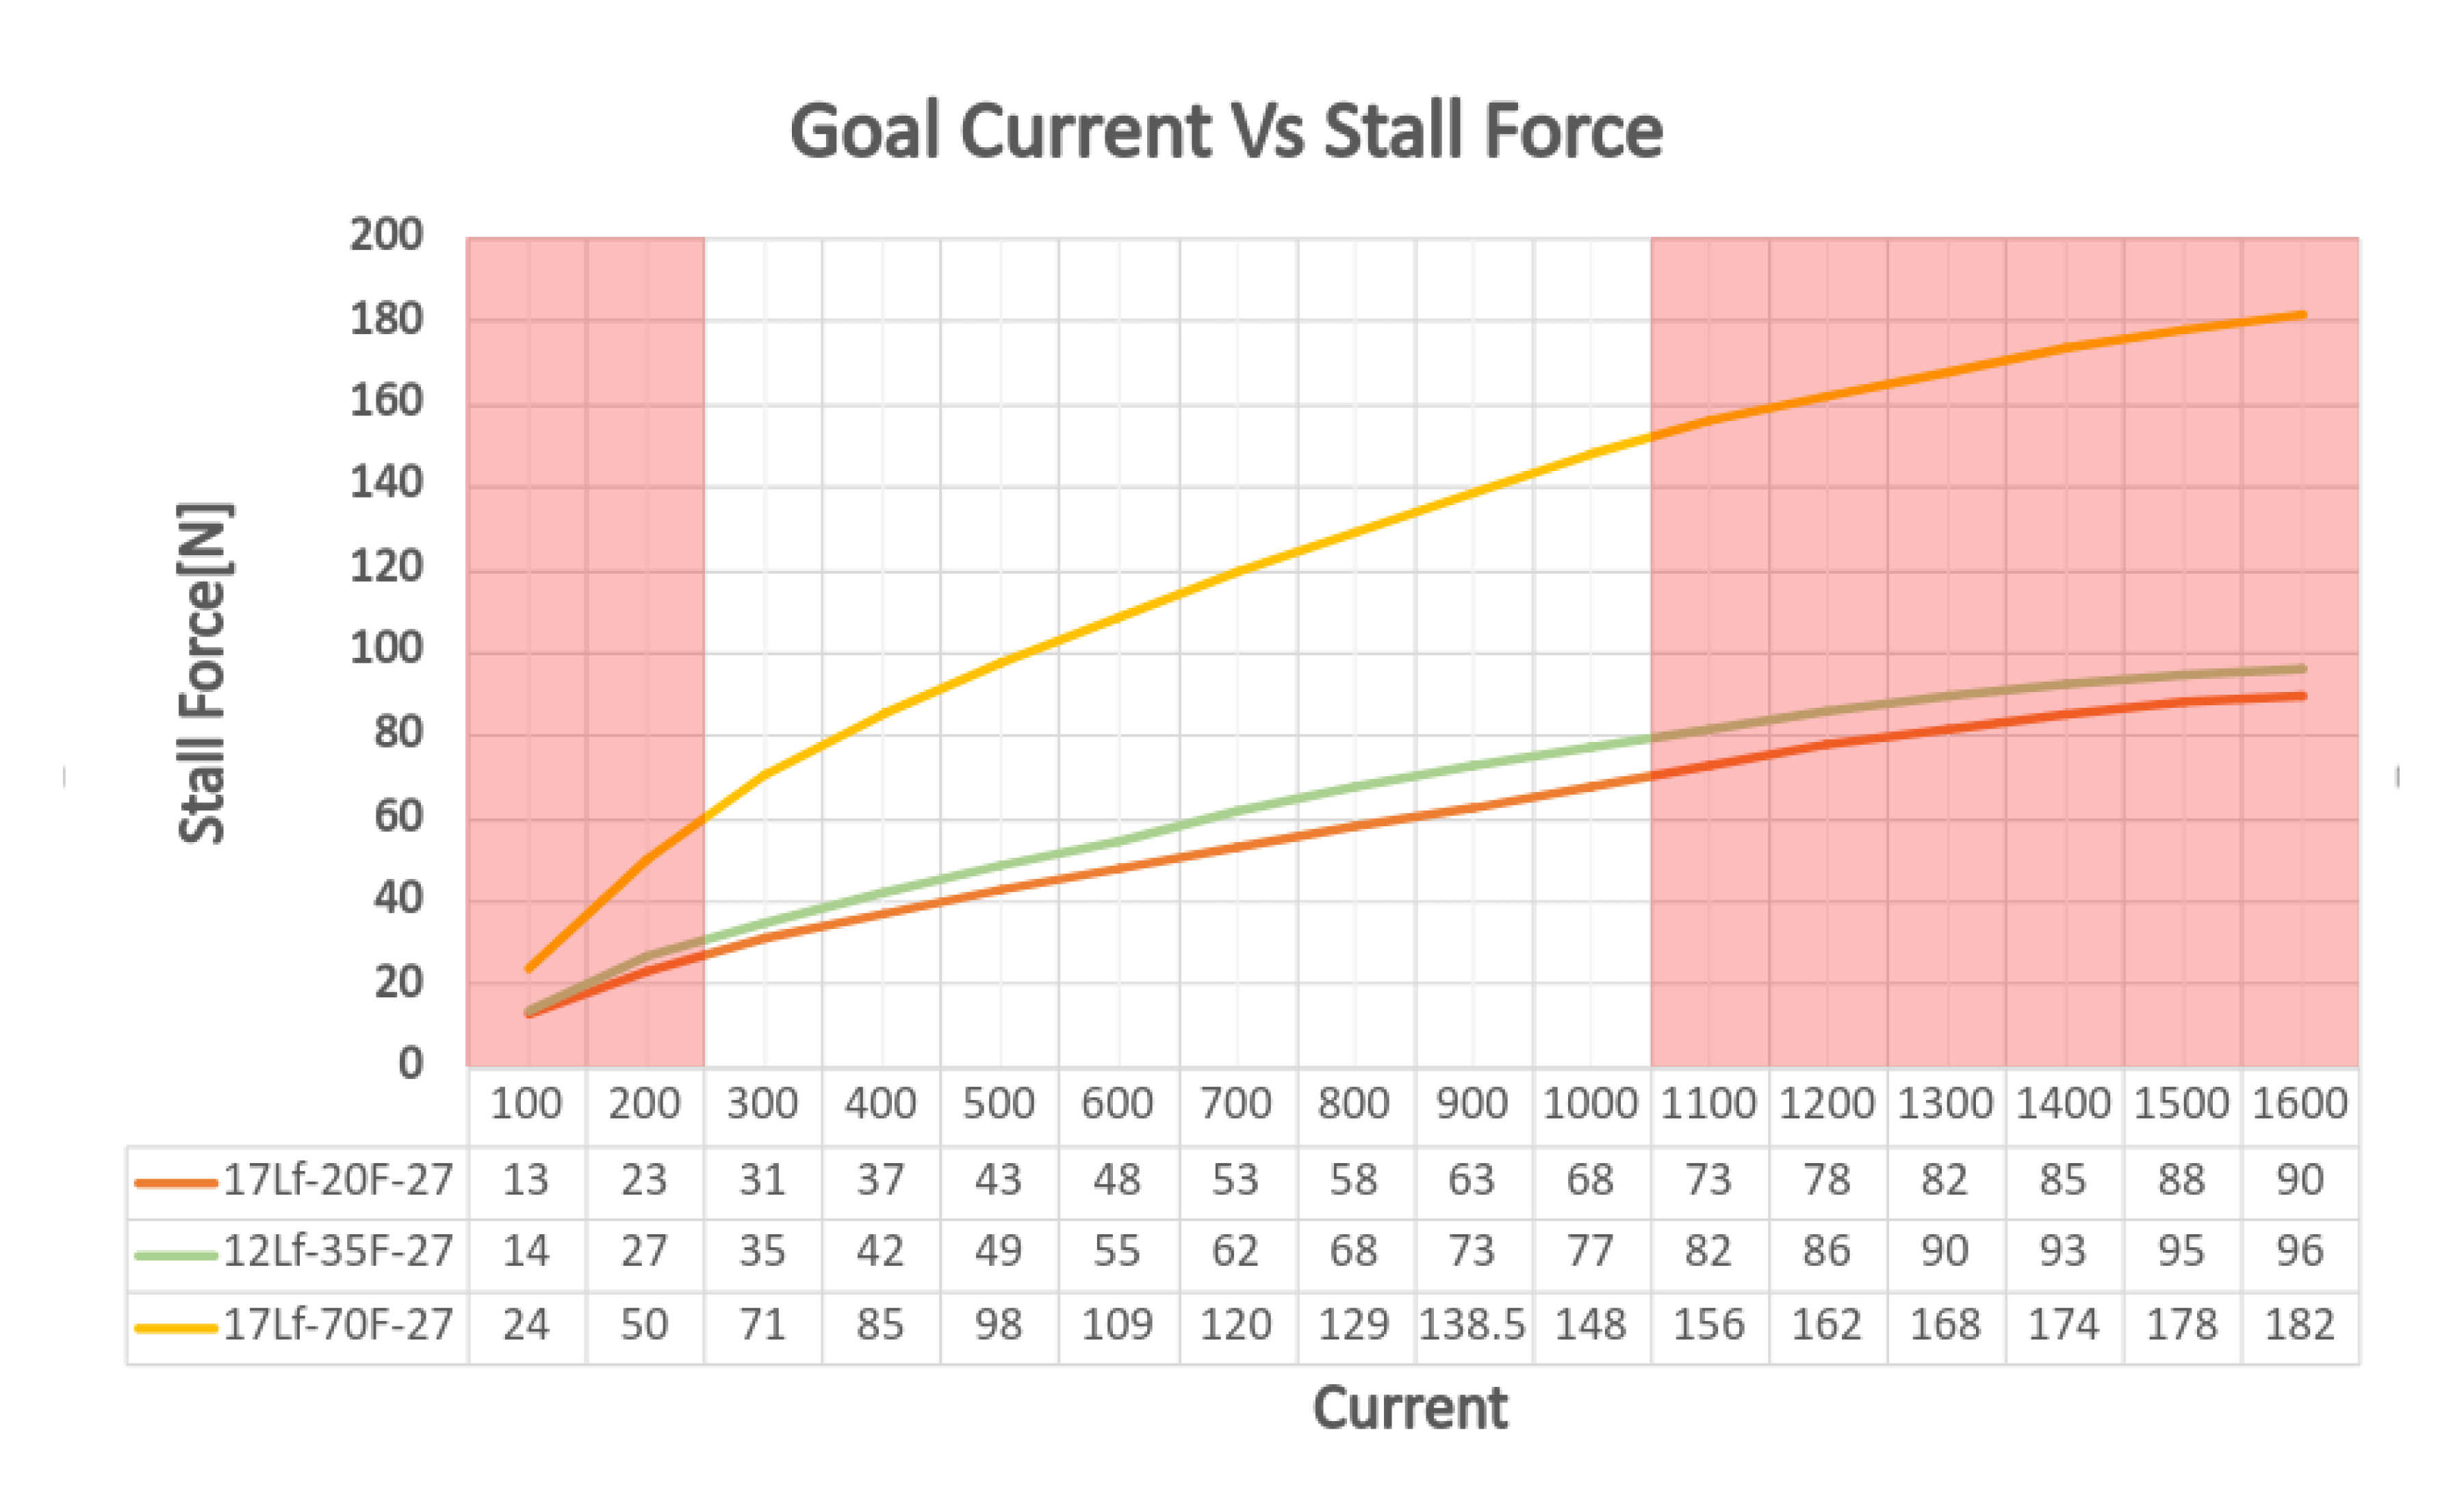 Goal Current Vs Stall Force
Stall Force[N]
200
180
160
140
120
100
80
60
40
20
0
100 200 300 400 500 600 700 800 900 1000 1100 1200 1300 1400 1500 1600
17Lf-20F-27 13 23 31 37 43 48 53 58 63 68 73 78 82 85 88 90
12Lf-35F-27 14 27 35 42 49 55 62 68 73 77 82 86 90 93 95 96
17Lf-70F-27 24 50 71 85 98 109 120 129 138.5 148 156 162 168 174 178 182
Current